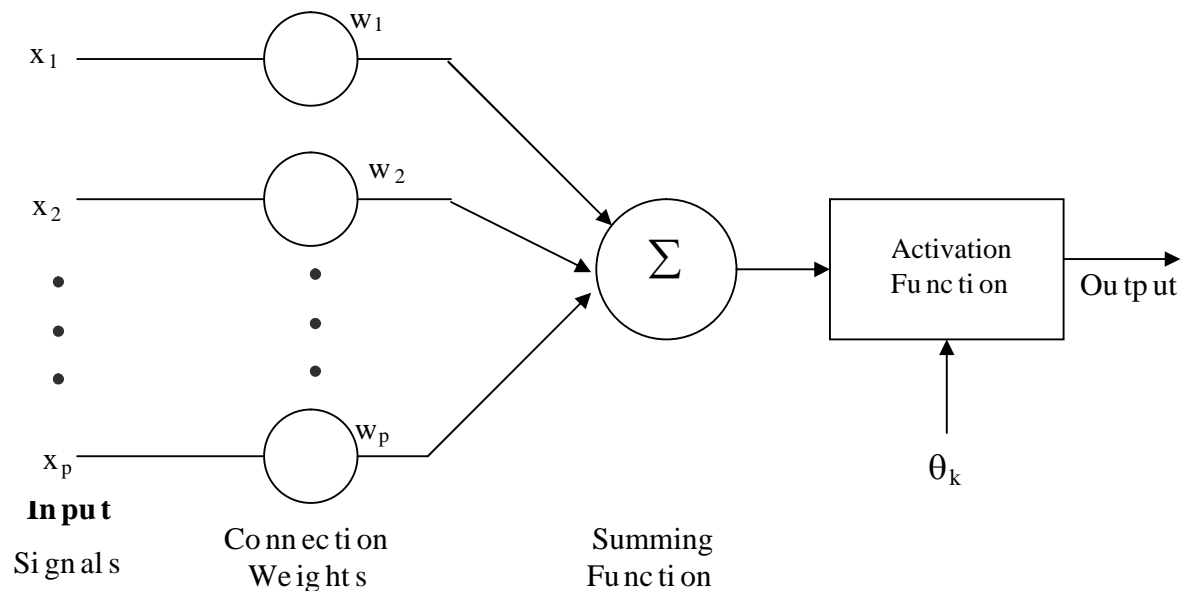 w₁
x₁
w₂
x₂
Σ
Activation
Function
Output
wₚ
xₚ
θₖ
Input
Signals
Connection
Weights
Summing
Function